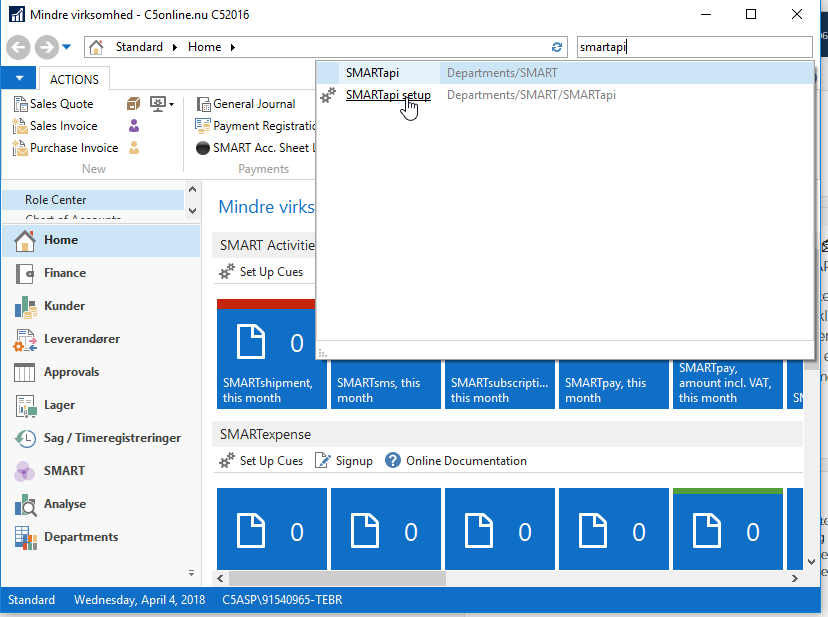 Mindre virksomhed - C5online.nu C52016
Standard
Home
smartapi
ACTIONS
SMARTapi
Departments/SMART
SMARTapi setup
Departments/SMART/SMARTapi
Sales Quote
Sales Invoice
Purchase Invoice
New
General Journal
Payment Registratio
SMART Acc. Sheet L
Payments
Role Center
Chart of Accounts
Home
Finance
Kunder
Leverandører
Approvals
Lager
Sag / Timeregistreringer
SMART
Analyse
Departments
Mindre virks
SMART Activitie
Set Up Cues
0
SMARTshipment,
this month
SMARTsms, this
month
SMARTsubscripti...
this month
SMARTpay, this
month
SMARTpay,
amount incl. VAT,
this month
SMARTexpense
Set Up Cues
Signup
Online Documentation
0
0
0
0
0
Standard
Wednesday, April 4, 2018
C5ASP\91540965-TEBR